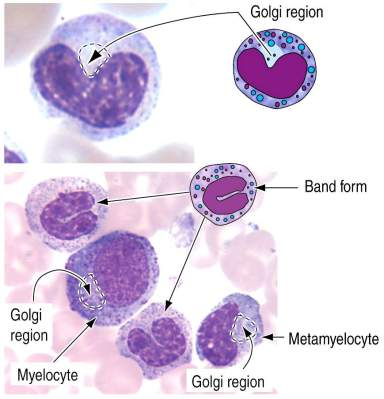 Golgi region
Band form
Golgi
region
Metamyelocyte
Myelocyte
Golgi region